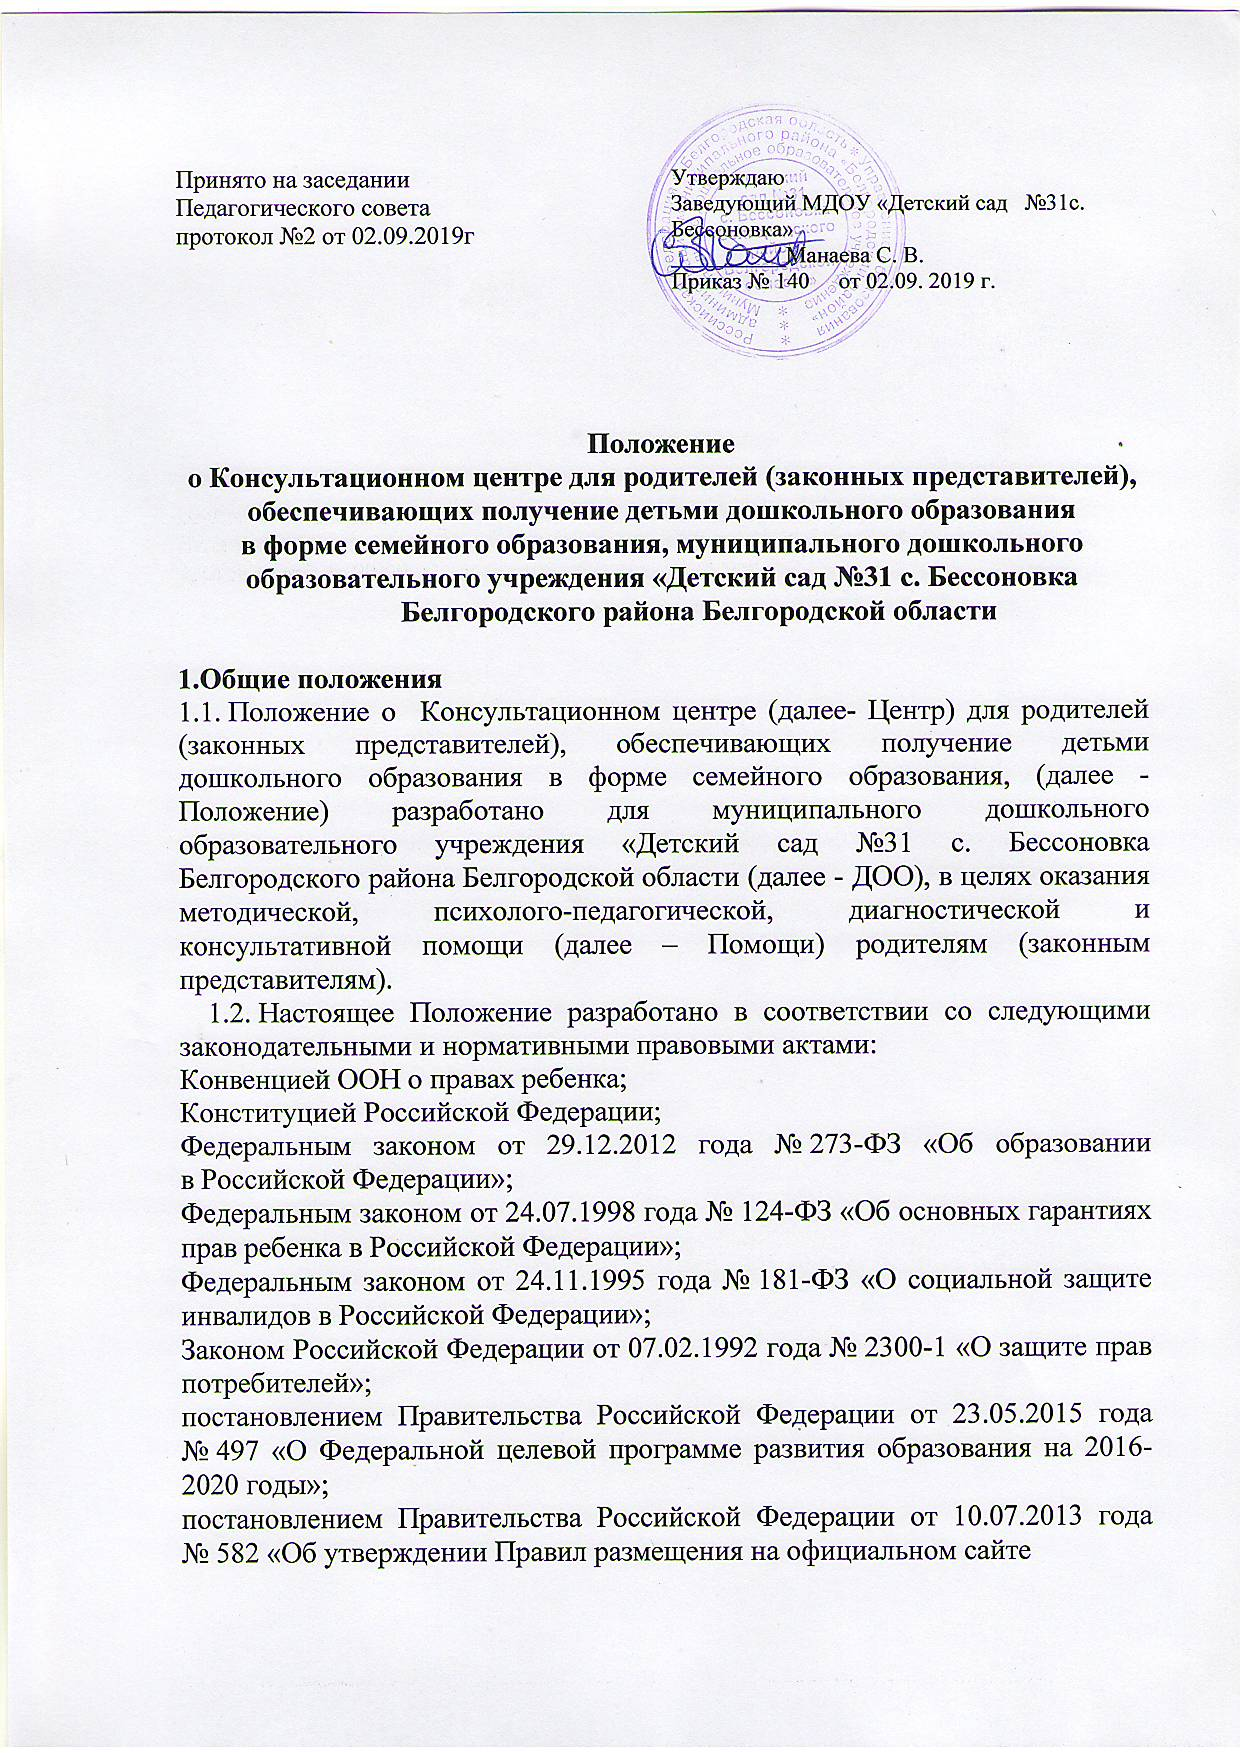 Принято на заседании
Педагогического совета
протокол №2 от 02.09.2019г
Утверждаю
Заведующий МДОУ «Детский сад №31с.
Бессоновка»
Манаева С. В.
Приказ № 140 от 02.09. 2019 г.
Положение
о Консультационном центре для родителей (законных представителей),
обеспечивающих получение детьми дошкольного образования
в форме семейного образования, муниципального дошкольного
образовательного учреждения «Детский сад №31 с. Бессоновка
Белгородского района Белгородской области
1.Общие положения
1.1. Положение о Консультационном центре (далее- Центр) для родителей
(законных представителей), обеспечивающих получение детьми
дошкольного образования в форме семейного образования, (далее -
Положение) разработано для муниципального дошкольного
образовательного учреждения «Детский сад №31 с. Бессоновка
Белгородского района Белгородской области (далее - ДОО), в целях оказания
методической, психолого-педагогической, диагностической и
консультативной помощи (далее – Помощи) родителям (законным
представителям).
1.2. Настоящее Положение разработано в соответствии со следующими
законодательными и нормативными правовыми актами:
Конвенцией ООН о правах ребенка;
Конституцией Российской Федерации;
Федеральным законом от 29.12.2012 года № 273-ФЗ «Об образовании
в Российской Федерации»;
Федеральным законом от 24.07.1998 года № 124-ФЗ «Об основных гарантиях
прав ребенка в Российской Федерации»;
Федеральным законом от 24.11.1995 года № 181-ФЗ «О социальной защите
инвалидов в Российской Федерации»;
Законом Российской Федерации от 07.02.1992 года № 2300-1 «О защите прав
потребителей»;
постановлением Правительства Российской Федерации от 23.05.2015 года
№ 497 «О Федеральной целевой программе развития образования на 2016-
2020 годы»;
постановлением Правительства Российской Федерации от 10.07.2013 года
№ 582 «Об утверждении Правил размещения на официальном сайте